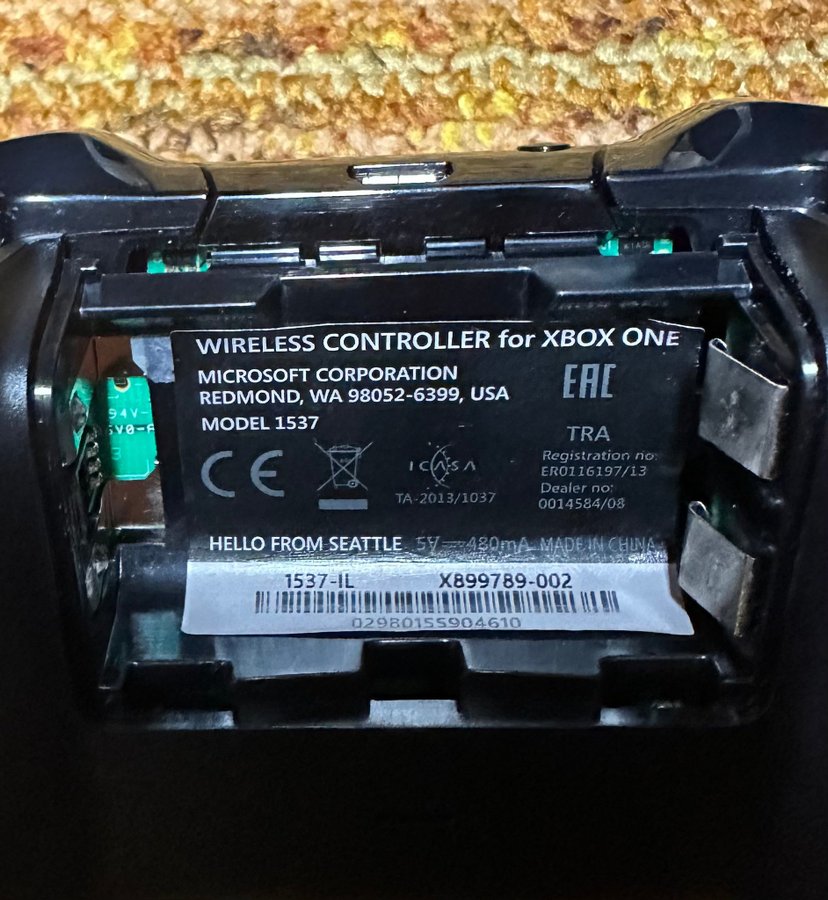 WIRELESS CONTROLLER for XBOX ONE
MICROSOFT CORPORATION
REDMOND, WA 98052-6399, USA
MODEL 1537
EAC
TRA
Registration no:
ER0116197/13
Dealer no:
0014584/08
CE
ICASA
TA-2013/1037
HELLO FROM SEATTLE 5V 480mA MADE IN CHINA
1537-IL X899789-002
02980155904610
94V-